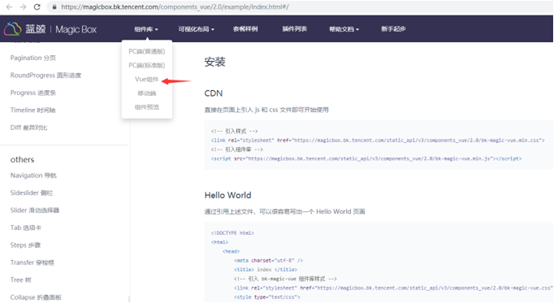 https://magicbox.bk.tencent.com/components_vue/2.0/example/index.html#/
蓝鲸 | Magic Box
组件库
可视化布局
套餐样例
插件列表
帮助文档
新手起步
PC端(普通版)
PC端(标准版)
Vue组件
移动端
组件预览
Pagination 分页
RoundProgress 圆形进度
Progress 进度条
Timeline 时间轴
Diff 差异对比
others
Navigation 导航
Sideslider 侧栏
Slider 滑动选择器
Tab 选项卡
Steps 步骤
Transfer 穿梭框
Tree 树
Collapse 折叠面板
安装
CDN
直接在页面上引入 js 和 css 文件即可开始使用
<!-- 引入样式 -->
<link rel="stylesheet" href="https://magicbox.bk.tencent.com/static_api/v3/components_vue/2.0/bk-magic-vue.min.css">
<!-- 引入组件库 -->
<script src="https://magicbox.bk.tencent.com/static_api/v3/components_vue/2.0/bk-magic-vue.min.js"></script>
Hello World
通过引用上述文件，可以很容易写出一个 Hello World 页面
<!DOCTYPE html>
<html>
<head>
<meta charset="utf-8" />
<title> index </title>
<!-- 引入 bk-magic-vue 组件库样式 -->
<link rel="stylesheet" href="https://magicbox.bk.tencent.com/static_api/v3/components_vue/2.0/bk-magic-vue.css
<style type="text/css">